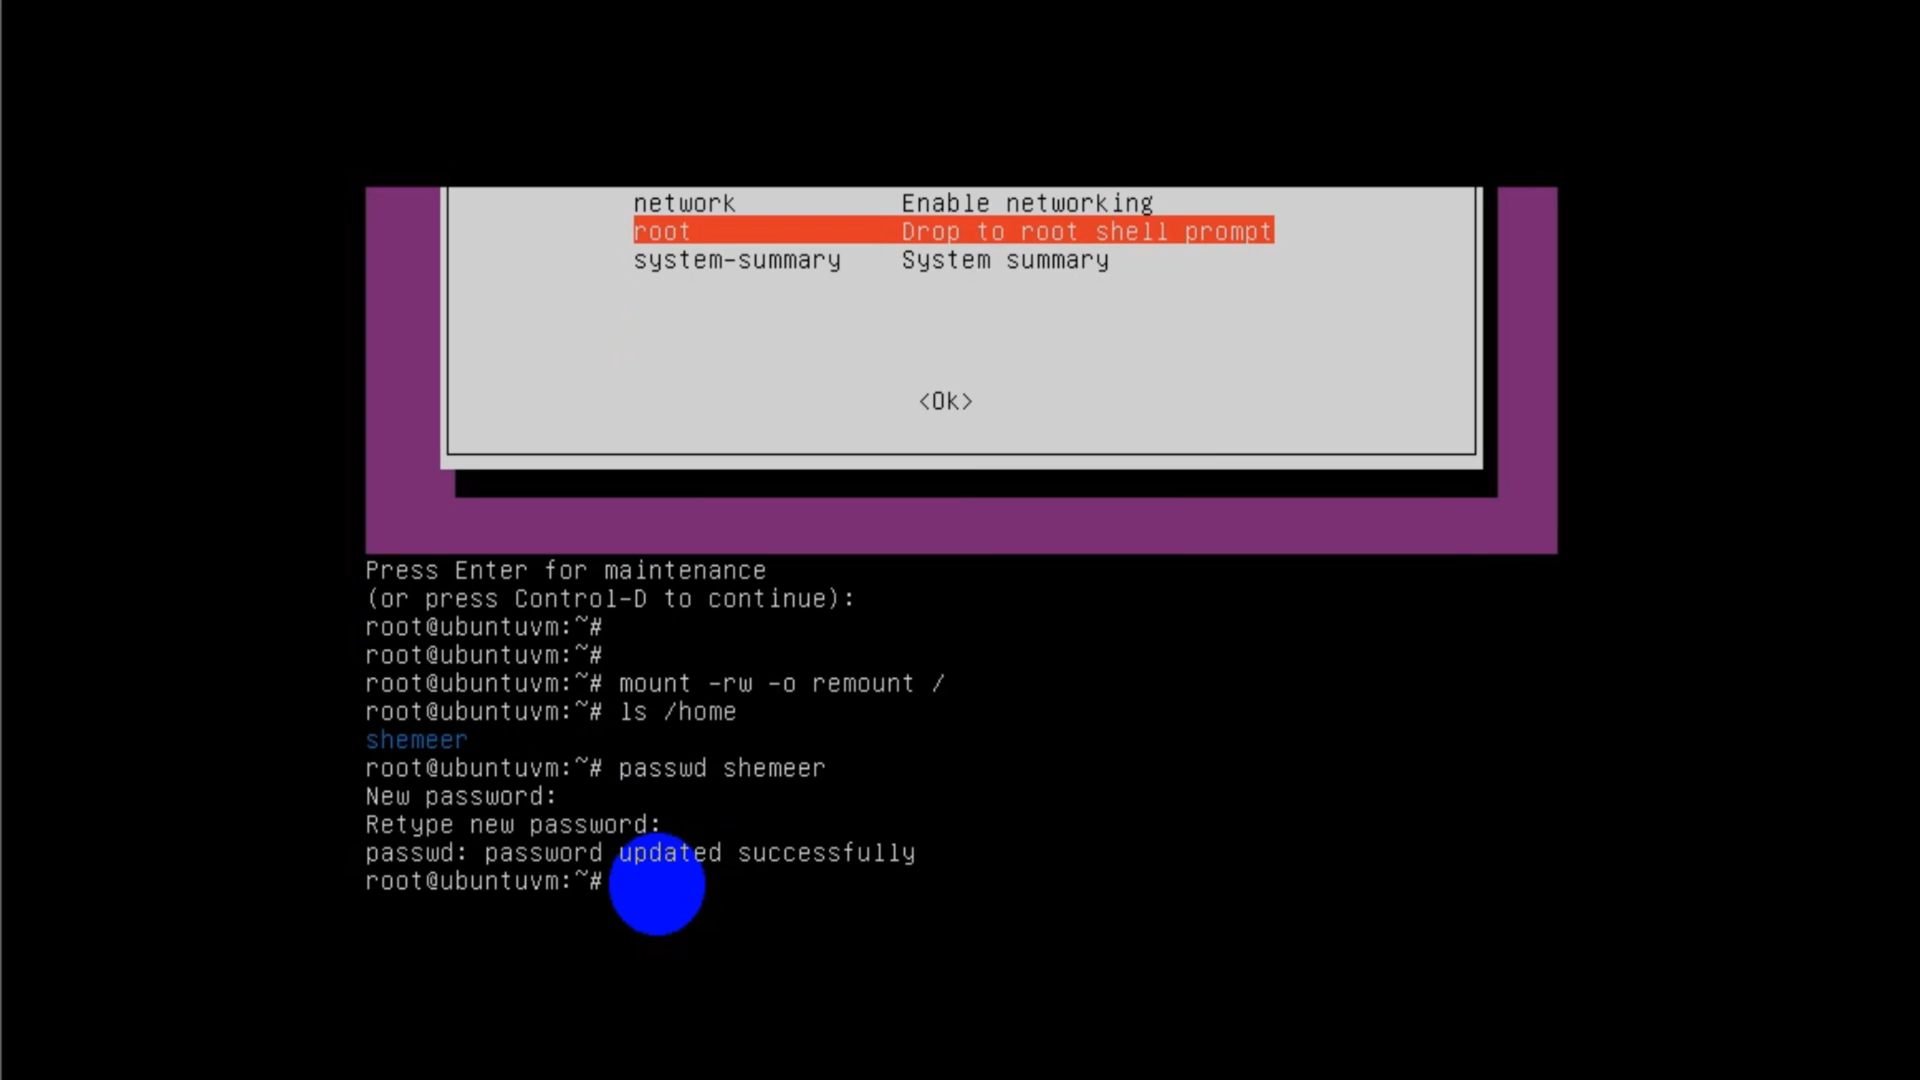 network Enable networking
root Drop to root shell prompt
system-summary System summary
<Ok>
Press Enter for maintenance
(or press Control-D to continue):
root@ubuntuvm:~#
root@ubuntuvm:~#
root@ubuntuvm:~# mount -rw -o remount /
root@ubuntuvm:~# ls /home
shemeer
root@ubuntuvm:~# passwd shemeer
New password:
Retype new password:
passwd: password updated successfully
root@ubuntuvm:~#